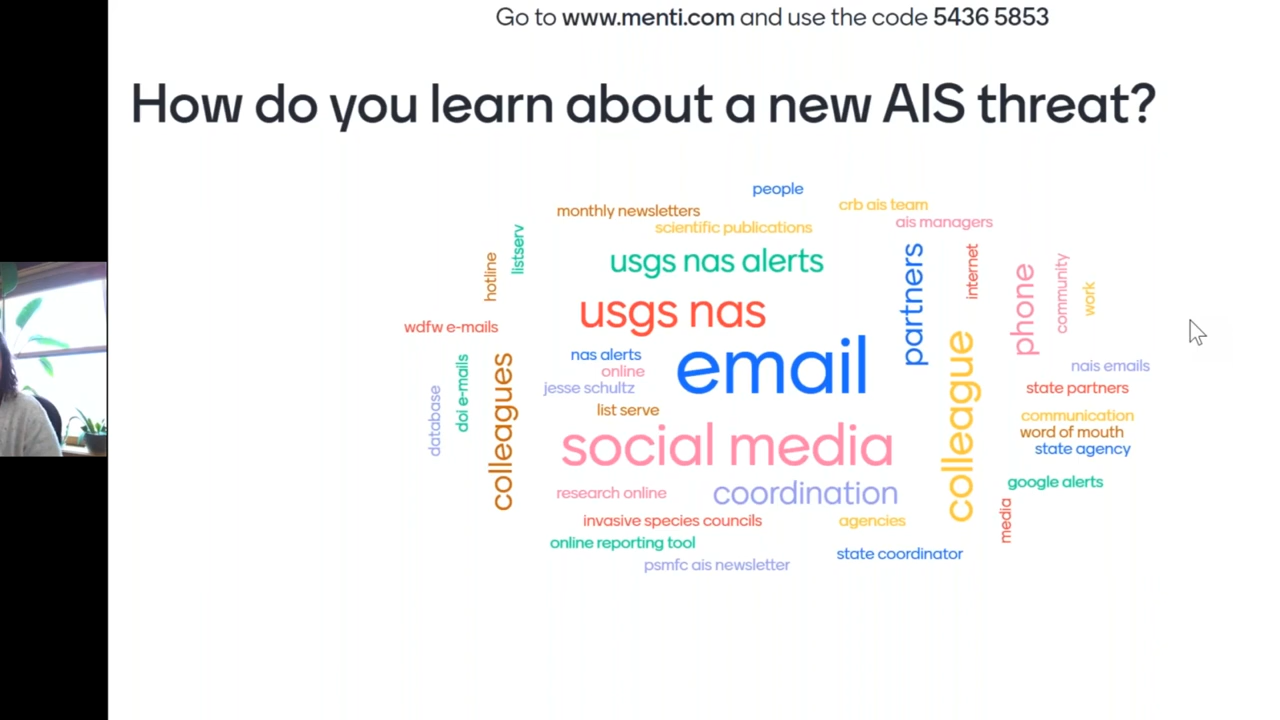 Go to www.menti.com and use the code 5436 5853
How do you learn about a new AIS threat?
people
monthly newsletters
crb ais team
scientific publications
ais managers
listserv
hotline
usgs nas alerts
partners
internet
phone
community
work
usgs nas
wdfw e-mails
nas alerts
email
online
nais emails
jesse schultz
state partners
database
doi e-mails
colleagues
list serve
colleague
communication
word of mouth
state agency
social media
google alerts
research online
coordination
media
invasive species councils
agencies
online reporting tool
state coordinator
psmfc ais newsletter